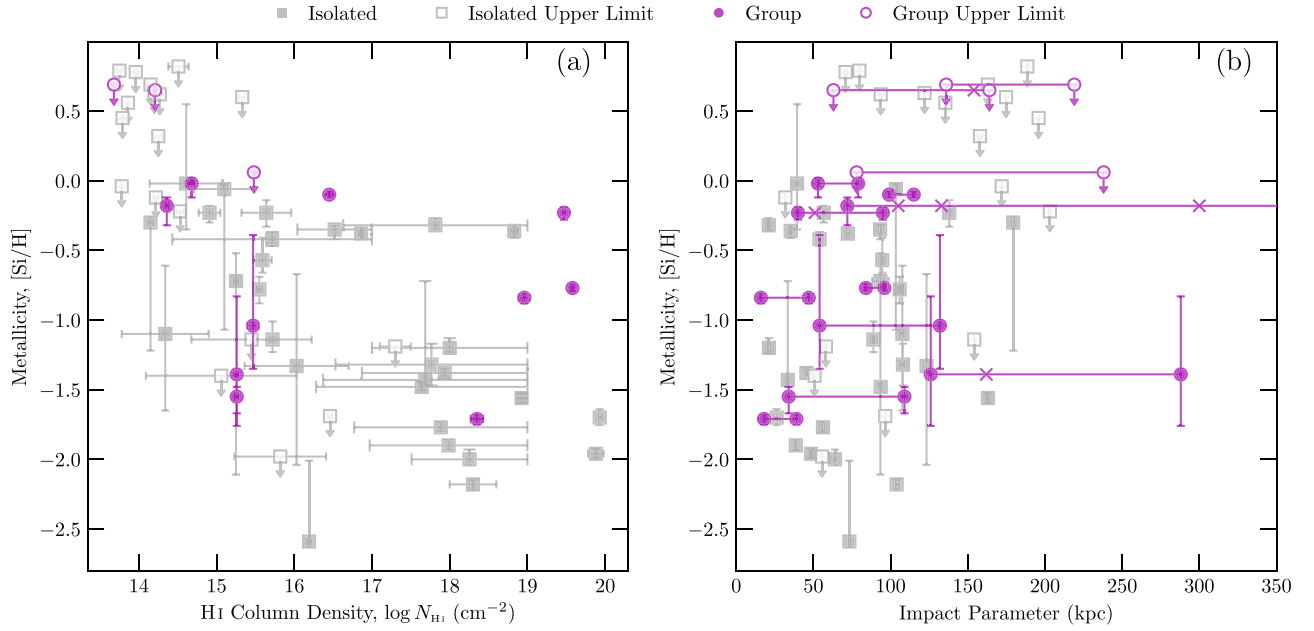 Isolated Isolated Upper Limit Group Group Upper Limit
(a) (b)
0.5
0.0
−0.5
−1.0
−1.5
−2.0
−2.5
Metallicity, [Si/H]
14 15 16 17 18 19 20
H I Column Density, log N_{H I} (cm^{−2})
0.5
0.0
−0.5
−1.0
−1.5
−2.0
−2.5
Metallicity, [Si/H]
0 50 100 150 200 250 300 350
Impact Parameter (kpc)